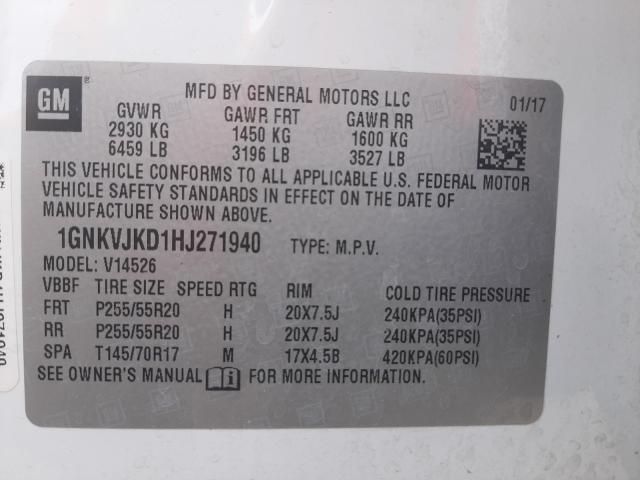 GM
®
MFD BY GENERAL MOTORS LLC
01/17
GVWR GAWR FRT GAWR RR
2930 KG 1450 KG 1600 KG
6459 LB 3196 LB 3527 LB
THIS VEHICLE CONFORMS TO ALL APPLICABLE U.S. FEDERAL MOTOR
VEHICLE SAFETY STANDARDS IN EFFECT ON THE DATE OF
MANUFACTURE SHOWN ABOVE.
1GNKVJKD1HJ271940 TYPE: M.P.V.
MODEL: V14526
VBBF TIRE SIZE SPEED RTG RIM COLD TIRE PRESSURE
FRT P255/55R20 H 20X7.5J 240KPA(35PSI)
RR P255/55R20 H 20X7.5J 240KPA(35PSI)
SPA T145/70R17 M 17X4.5B 420KPA(60PSI)
SEE OWNER'S MANUAL i FOR MORE INFORMATION.